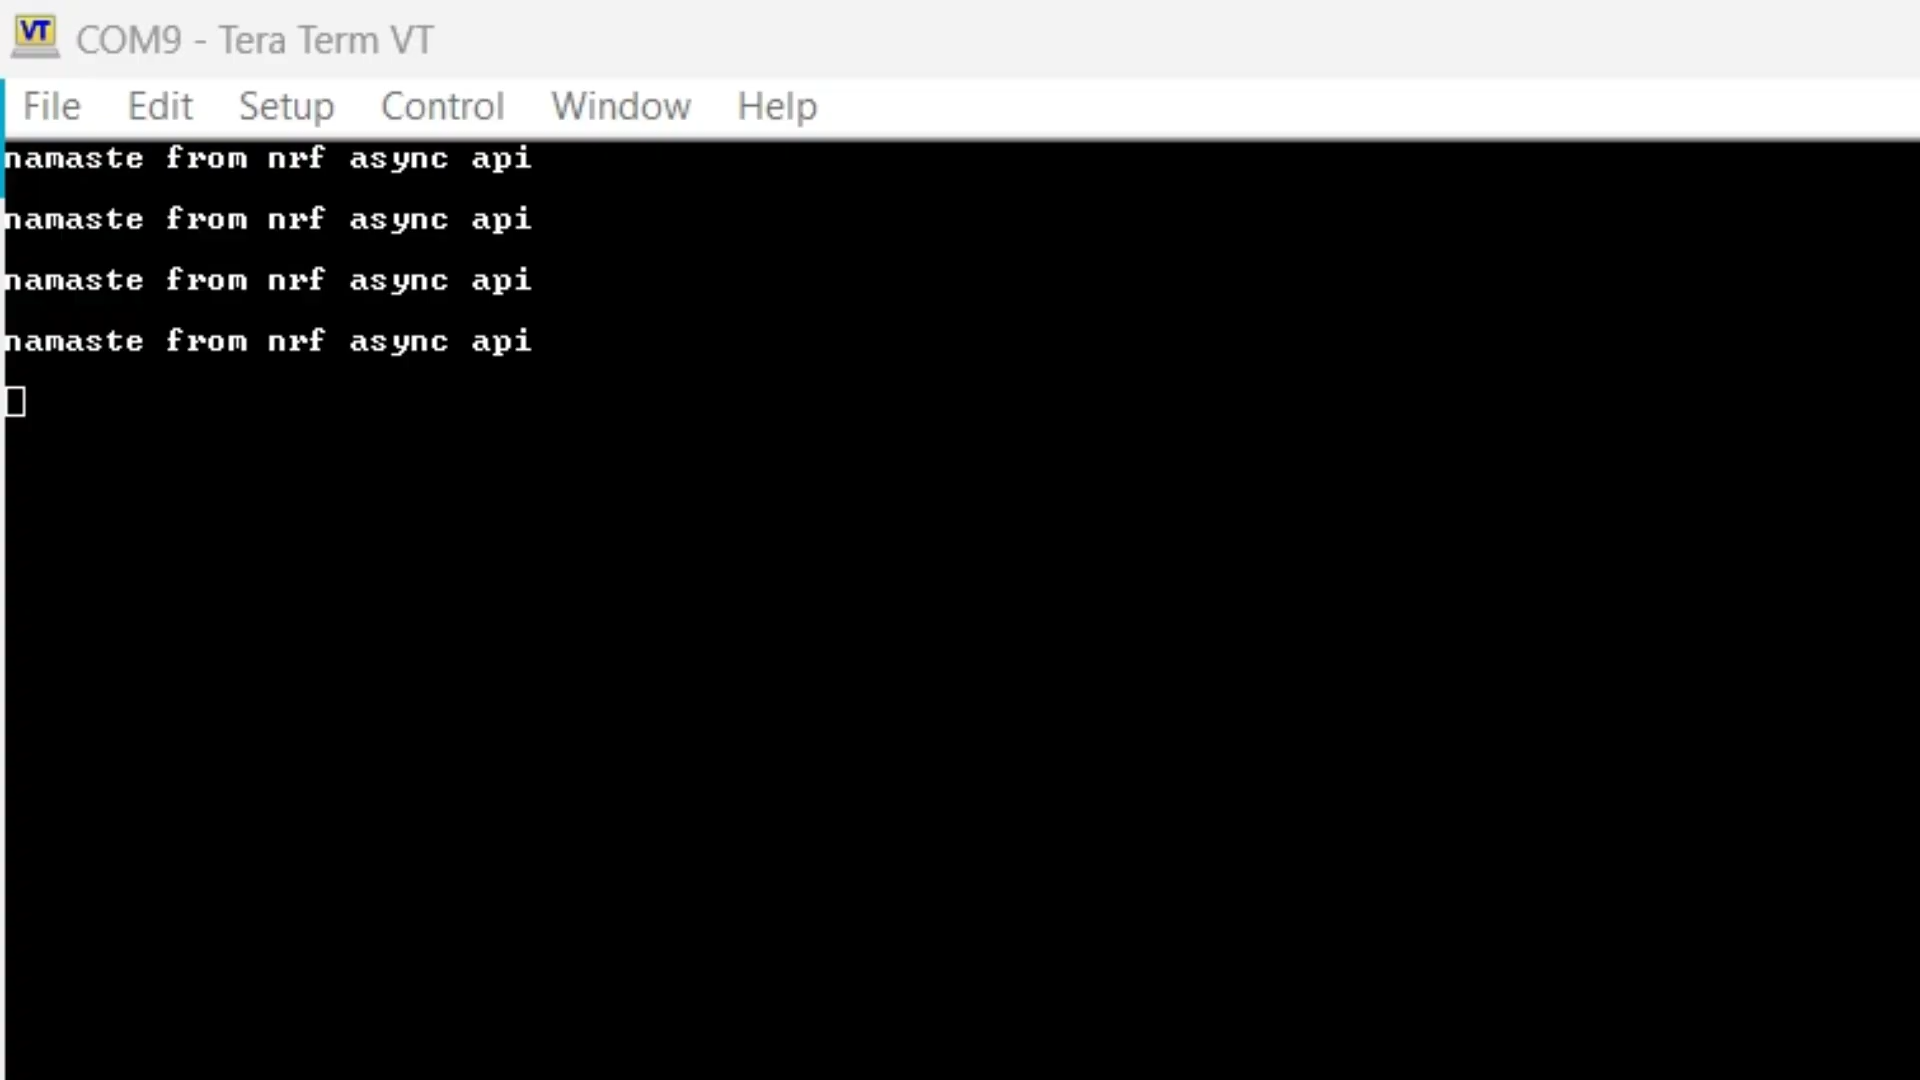 VT COM9 - Tera Term VT
File Edit Setup Control Window Help
namaste from nrf async api
namaste from nrf async api
namaste from nrf async api
namaste from nrf async api